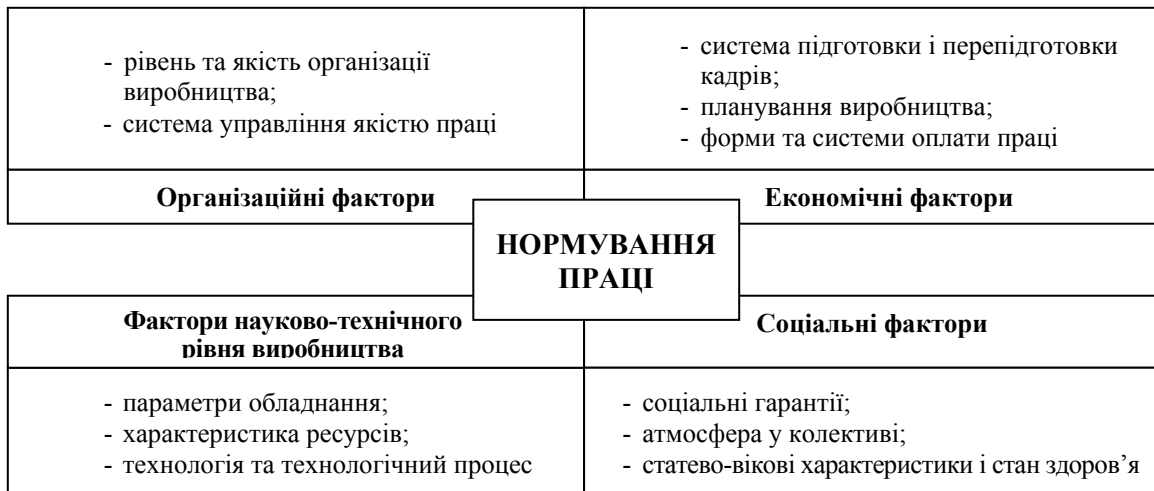 - рівень та якість організації
виробництва;
- система управління якістю праці
Організаційні фактори
- система підготовки і перепідготовки
кадрів;
- планування виробництва;
- форми та системи оплати праці
Економічні фактори
НОРМУВАННЯ
ПРАЦІ
Фактори науково-технічного
рівня виробництва
- параметри обладнання;
- характеристика ресурсів;
- технологія та технологічний процес
Соціальні фактори
- соціальні гарантії;
- атмосфера у колективі;
- статево-вікові характеристики і стан здоров’я